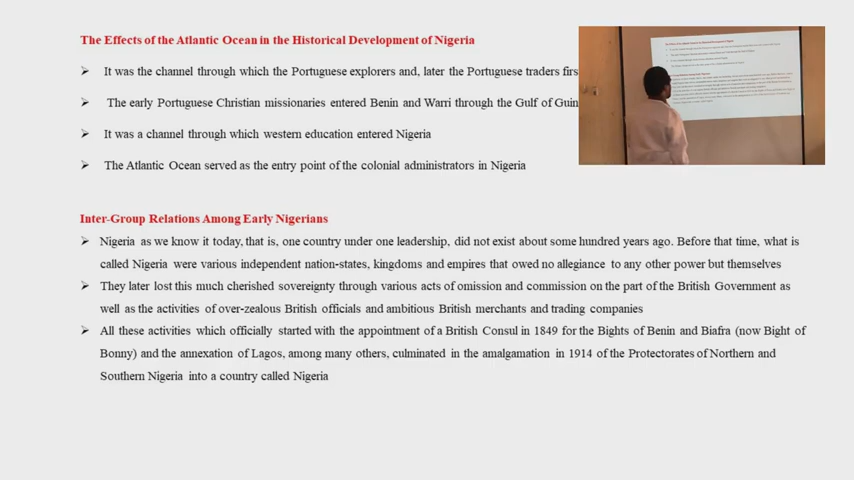 The Effects of the Atlantic Ocean in the Historical Development of Nigeria
➢ It was the channel through which the Portuguese explorers and, later the Portuguese traders firs
➢ The early Portuguese Christian missionaries entered Benin and Warri through the Gulf of Guin
➢ It was a channel through which western education entered Nigeria
➢ The Atlantic Ocean served as the entry point of the colonial administrators in Nigeria
Inter-Group Relations Among Early Nigerians
➢ Nigeria as we know it today, that is, one country under one leadership, did not exist about some hundred years ago. Before that time, what is
called Nigeria were various independent nation-states, kingdoms and empires that owed no allegiance to any other power but themselves
➢ They later lost this much cherished sovereignty through various acts of omission and commission on the part of the British Government as
well as the activities of over-zealous British officials and ambitious British merchants and trading companies
➢ All these activities which officially started with the appointment of a British Consul in 1849 for the Bights of Benin and Biafra (now Bight of
Bonny) and the annexation of Lagos, among many others, culminated in the amalgamation in 1914 of the Protectorates of Northern and
Southern Nigeria into a country called Nigeria